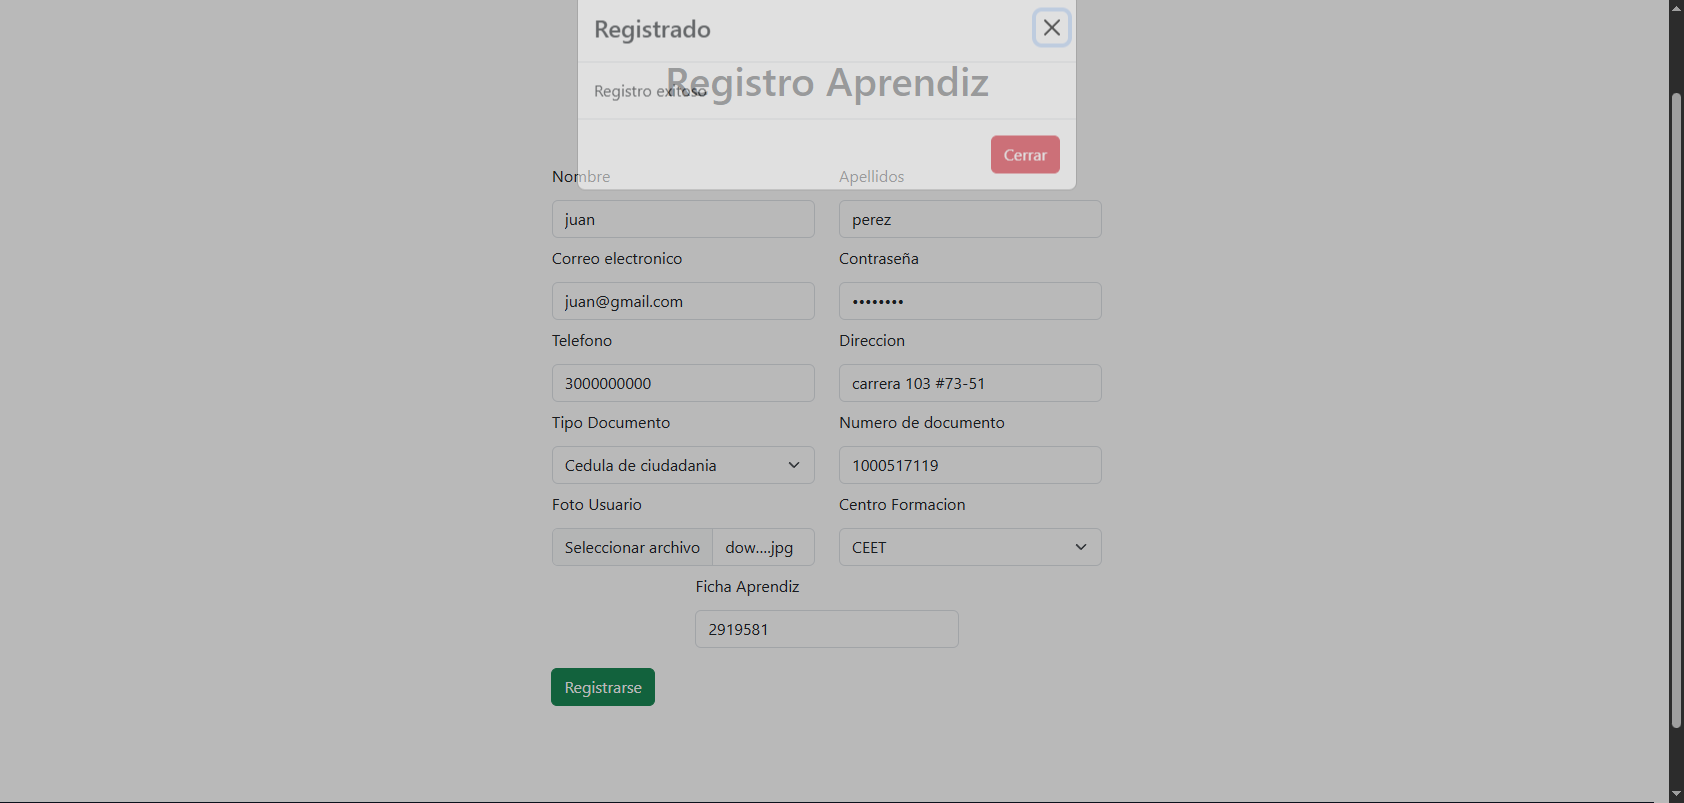 Registrado
Registro Aprendiz
Registro exitoso
Cerrar
Nombre Apellidos
juan perez
Correo electronico Contraseña
juan@gmail.com ••••••••
Telefono Direccion
3000000000 carrera 103 #73-51
Tipo Documento Numero de documento
Cedula de ciudadania 1000517119
Foto Usuario Centro Formacion
Seleccionar archivo dow....jpg CEET
Ficha Aprendiz
2919581
Registrarse